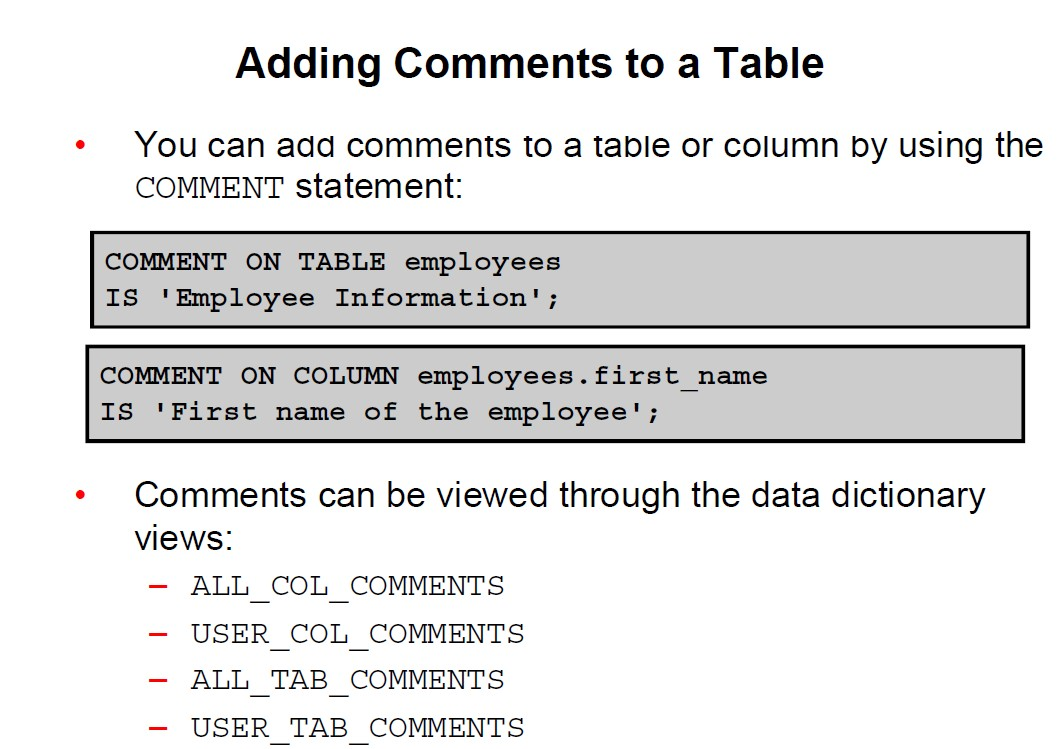 Adding Comments to a Table
• You can add comments to a table or column by using the
COMMENT statement:
COMMENT ON TABLE employees
IS 'Employee Information';
COMMENT ON COLUMN employees.first_name
IS 'First name of the employee';
• Comments can be viewed through the data dictionary
views:
– ALL_COL_COMMENTS
– USER_COL_COMMENTS
– ALL_TAB_COMMENTS
– USER_TAB_COMMENTS